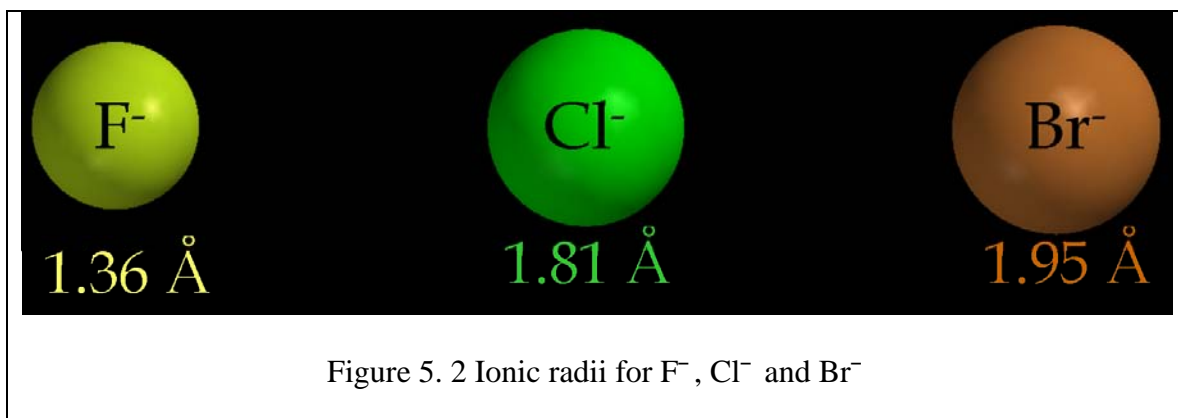 F⁻ Cl⁻ Br⁻
1.36 Å 1.81 Å 1.95 Å
Figure 5. 2 Ionic radii for F⁻ , Cl⁻ and Br⁻